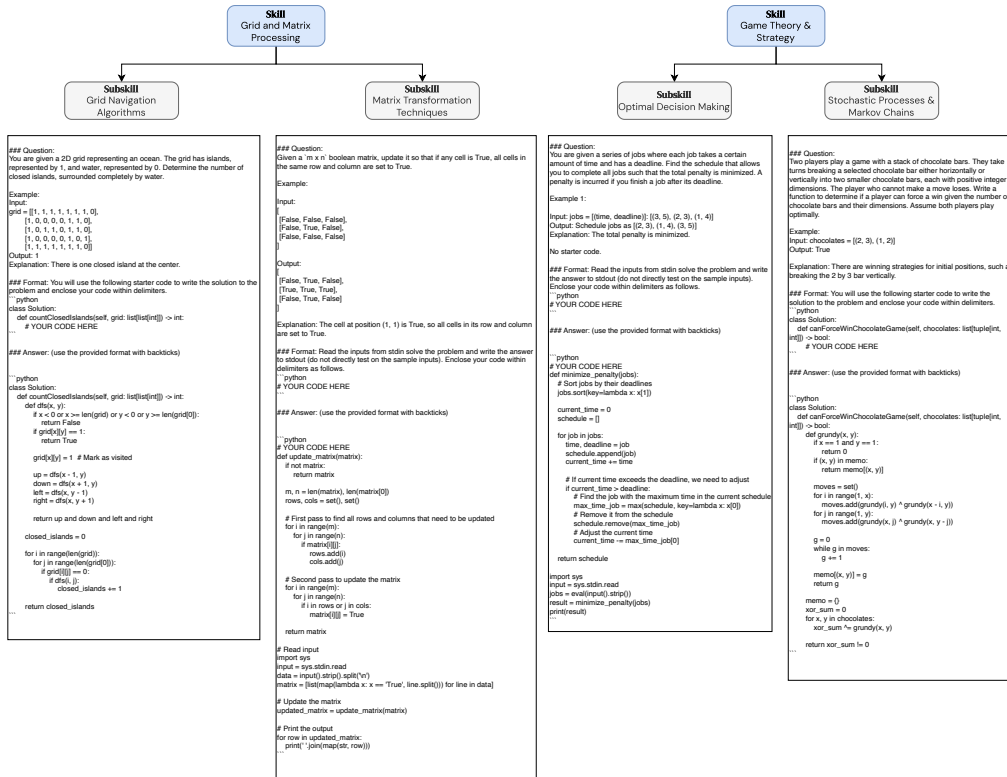 Skill
Grid and Matrix
Processing
Skill
Game Theory &
Strategy
Subskill
Grid Navigation
Algorithms
Subskill
Matrix Transformation
Techniques
Subskill
Optimal Decision Making
Subskill
Stochastic Processes &
Markov Chains
### Question:
You are given a 2D grid representing an ocean. The grid has islands,
represented by 1, and water, represented by 0. Determine the number of
closed islands, surrounded completely by water.
Example:
Input:
grid = [[1, 1, 1, 1, 1, 1, 1, 0],
[1, 0, 0, 0, 0, 1, 1, 0],
[1, 0, 1, 1, 0, 1, 1, 0],
[1, 0, 0, 0, 0, 1, 0, 1],
[1, 1, 1, 1, 1, 1, 1, 0]]
Output: 1
Explanation: There is one closed island at the center.
### Format: You will use the following starter code to write the solution to the
problem and enclose your code within delimiters.
```python
class Solution:
def countClosedIslands(self, grid: list[list[int]) -> int:
# YOUR CODE HERE
```
### Answer: (use the provided format with backticks)
```python
class Solution:
def countClosedIslands(self, grid: list[list[int]) -> int:
def dfs(x, y):
if x < 0 or x >= len(grid) or y < 0 or y >= len(grid[0]):
return False
if grid[x][y] == 1:
return True
grid[x][y] = 1  # Mark as visited
up = dfs(x - 1, y)
down = dfs(x + 1, y)
left = dfs(x, y - 1)
right = dfs(x, y + 1)
return up and down and left and right
closed_islands = 0
for i in range(len(grid)):
for j in range(len(grid[0])):
if grid[i][j] == 0:
if dfs(i, j):
closed_islands += 1
return closed_islands
```
### Question:
Given a `m x n` boolean matrix, update it so that if any cell is True, all cells in
the same row and column are set to True.
Example:
Input:
[
[False, False, False],
[False, True, False],
[False, False, False]
]
Output:
[
[False, True, False],
[True, True, True],
[False, True, False]
]
Explanation: The cell at position (1, 1) is True, so all cells in its row and column
are set to True.
### Format: Read the inputs from stdin solve the problem and write the answer
to stdout (do not directly test on the sample inputs). Enclose your code within
delimiters as follows.
```python
# YOUR CODE HERE
```
### Answer: (use the provided format with backticks)
```python
# YOUR CODE HERE
def update_matrix(matrix):
if not matrix:
return matrix
m, n = len(matrix), len(matrix[0])
rows, cols = set(), set()
# First pass to find all rows and columns that need to be updated
for i in range(m):
for j in range(n):
if matrix[i][j]:
rows.add(i)
cols.add(j)
# Second pass to update the matrix
for i in range(m):
for j in range(n):
if i in rows or j in cols:
matrix[i][j] = True
return matrix
# Read input
import sys
input = sys.stdin.read
data = input().strip().split('\n')
matrix = [list(map(lambda x: x == 'True', line.split())) for line in data]
# Update the matrix
updated_matrix = update_matrix(matrix)
# Print the output
for row in updated_matrix:
print(' '.join(map(str, row)))
```
### Question:
You are given a series of jobs where each job takes a certain
amount of time and has a deadline. Find the schedule that allows
you to complete all jobs such that the total penalty is minimized. A
penalty is incurred if you finish a job after its deadline.
Example 1:
Input: jobs = [(time, deadline)]: [(3, 5), (2, 3), (1, 4)]
Output: Schedule jobs as [(2, 3), (1, 4), (3, 5)]
Explanation: The total penalty is minimized.
No starter code.
### Format: Read the inputs from stdin solve the problem and write
the answer to stdout (do not directly test on the sample inputs).
Enclose your code within delimiters as follows.
```python
# YOUR CODE HERE
```
### Answer: (use the provided format with backticks)
```python
# YOUR CODE HERE
def minimize_penalty(jobs):
# Sort jobs by their deadlines
jobs.sort(key=lambda x: x[1])
current_time = 0
schedule = []
for job in jobs:
time, deadline = job
schedule.append(job)
current_time += time
# If current time exceeds the deadline, we need to adjust
if current_time > deadline:
# Find the job with the maximum time in the current schedule
max_time_job = max(schedule, key=lambda x: x[0])
# Remove it from the schedule
schedule.remove(max_time_job)
# Adjust the current time
current_time -= max_time_job[0]
return schedule
import sys
input = sys.stdin.read
jobs = eval(input().strip())
result = minimize_penalty(jobs)
print(result)
```
### Question:
Two players play a game with a stack of chocolate bars. They take
turns breaking a selected chocolate bar either horizontally or
vertically into two smaller chocolate bars, each with positive integer
dimensions. The player who cannot make a move loses. Write a
function to determine if a player can force a win given the number of
chocolate bars and their dimensions. Assume both players play
optimally.
Example:
Input: chocolates = [(2, 3), (1, 2)]
Output: True
Explanation: There are winning strategies for initial positions, such a
breaking the 2 by 3 bar vertically.
### Format: You will use the following starter code to write the
solution to the problem and enclose your code within delimiters.
```python
class Solution:
def canForceWinChocolateGame(self, chocolates: list[tuple[int,
int]]) -> bool:
# YOUR CODE HERE
```
### Answer: (use the provided format with backticks)
```python
class Solution:
def canForceWinChocolateGame(self, chocolates: list[tuple[int,
int]]) -> bool:
def grundy(x, y):
if x == 1 and y == 1:
return 0
if (x, y) in memo:
return memo[(x, y)]
moves = set()
for i in range(1, x):
moves.add(grundy(i, y) ^ grundy(x - i, y))
for j in range(1, y):
moves.add(grundy(x, j) ^ grundy(x, y - j))
g = 0
while g in moves:
g += 1
memo[(x, y)] = g
return g
memo = {}
xor_sum = 0
for x, y in chocolates:
xor_sum ^= grundy(x, y)
return xor_sum != 0
```